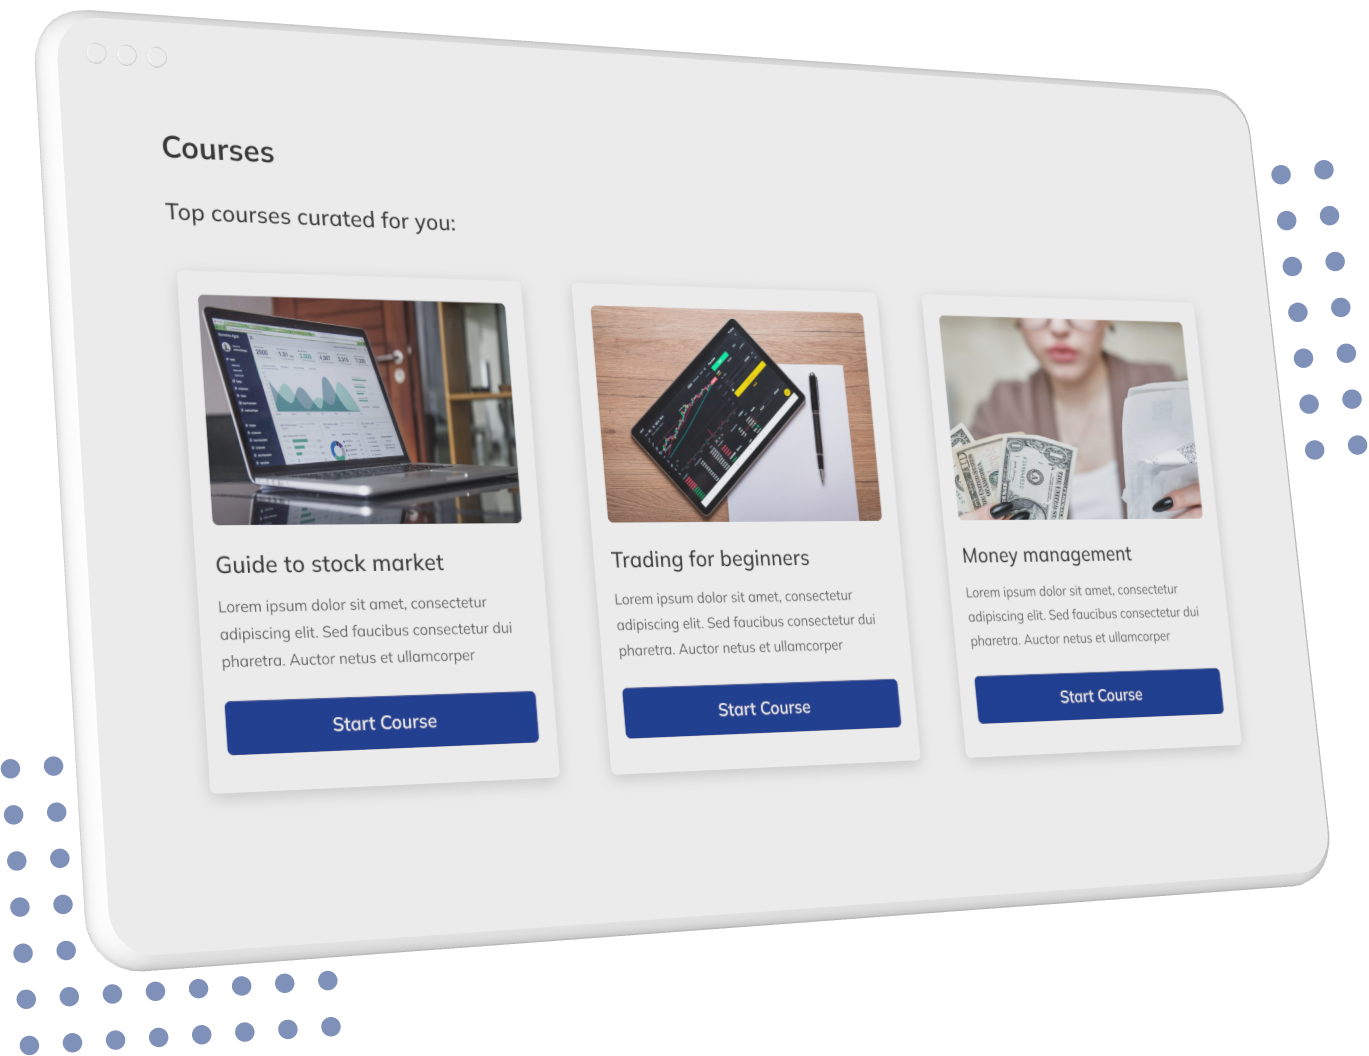 Courses
Top courses curated for you:
Guide to stock market
Lorem ipsum dolor sit amet, consectetur
adipiscing elit. Sed faucibus consectetur dui
pharetra. Auctor netus et ullamcorper
Start Course
Trading for beginners
Lorem ipsum dolor sit amet, consectetur
adipiscing elit. Sed faucibus consectetur dui
pharetra. Auctor netus et ullamcorper
Start Course
Money management
Lorem ipsum dolor sit amet, consectetur
adipiscing elit. Sed faucibus consectetur dui
pharetra. Auctor netus et ullamcorper
Start Course